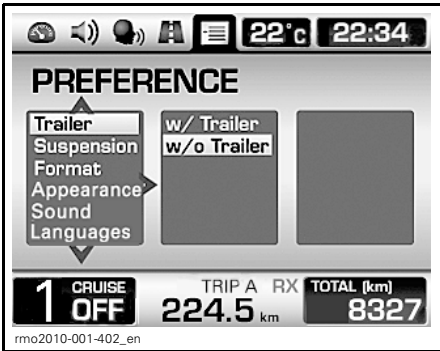 22°c 22:34
PREFERENCE
Trailer
Suspension
Format
Appearance
Sound
Languages
w/ Trailer
w/o Trailer
1 CRUISE OFF
TRIP A RX
224.5 km
TOTAL (km)
8327
rmo2010-001-402_en